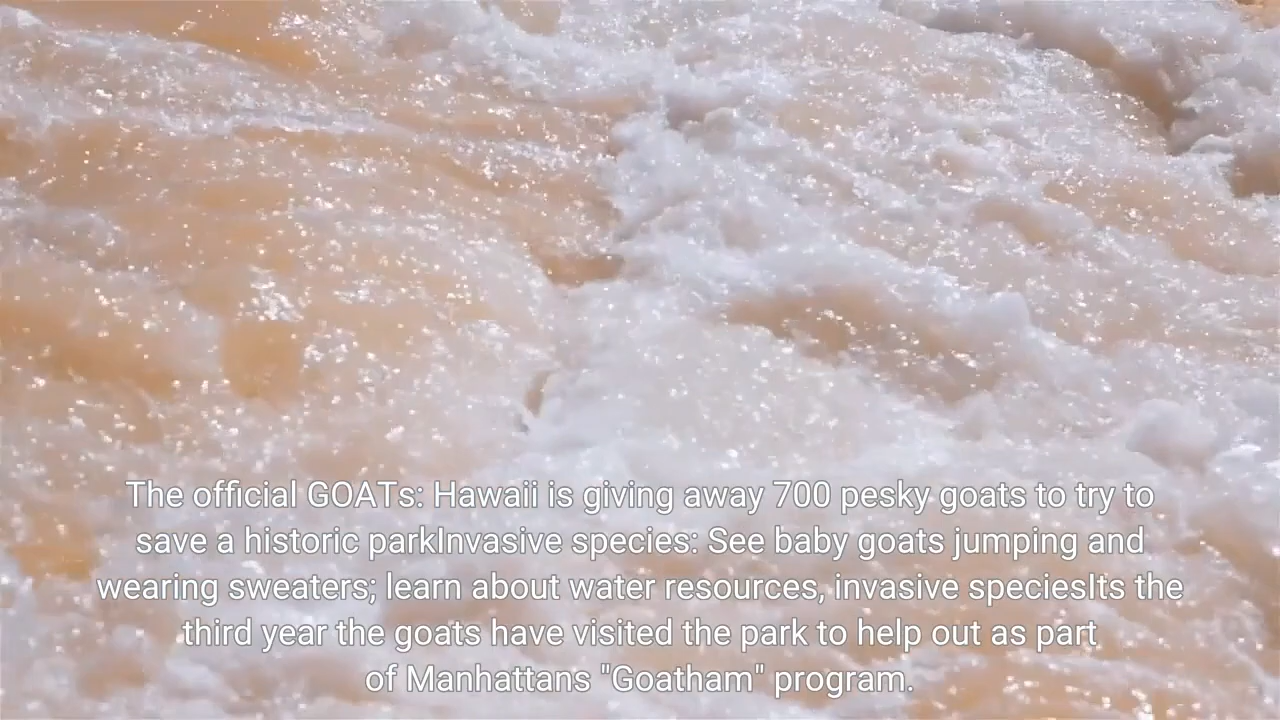 The official GOATs: Hawaii is giving away 700 pesky goats to try to
save a historic parkInvasive species: See baby goats jumping and
wearing sweaters; learn about water resources, invasive speciesIts the
third year the goats have visited the park to help out as part
of Manhattans "Goatham" program.